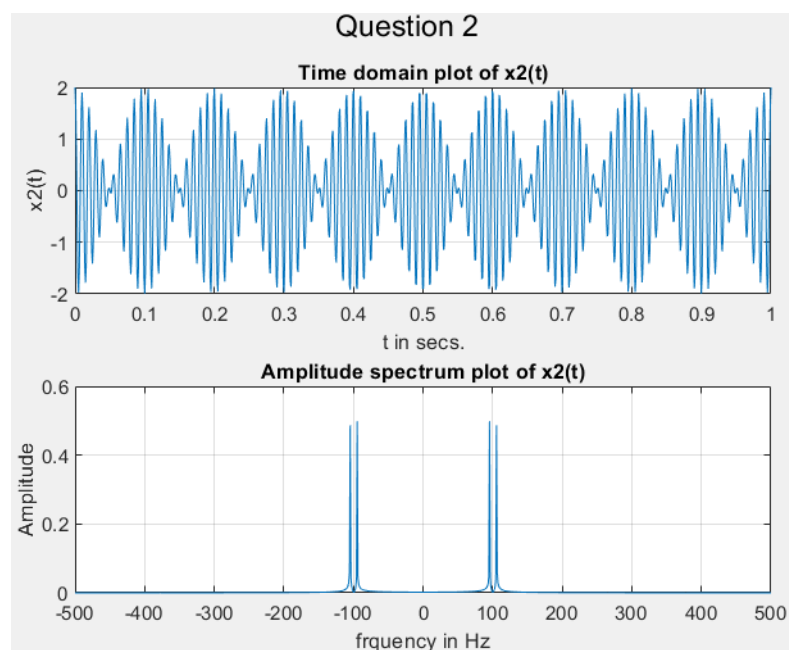 Question 2
Time domain plot of x2(t)
2
1
0
-1
-2
x2(t)
0 0.1 0.2 0.3 0.4 0.5 0.6 0.7 0.8 0.9 1
t in secs.
Amplitude spectrum plot of x2(t)
0.6
0.4
0.2
0
Amplitude
-500 -400 -300 -200 -100 0 100 200 300 400 500
frquency in Hz